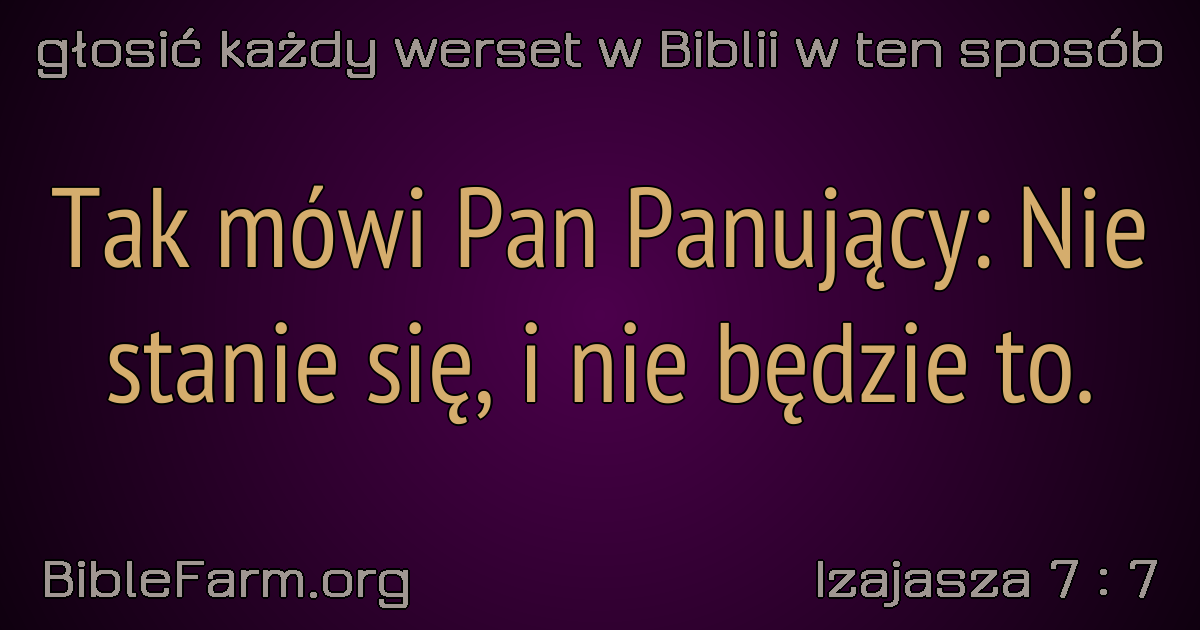 głosić każdy werset w Biblii w ten sposób
Tak mówi Pan Panujący: Nie
stanie się, i nie będzie to.
BibleFarm.org
Izajasza 7 : 7